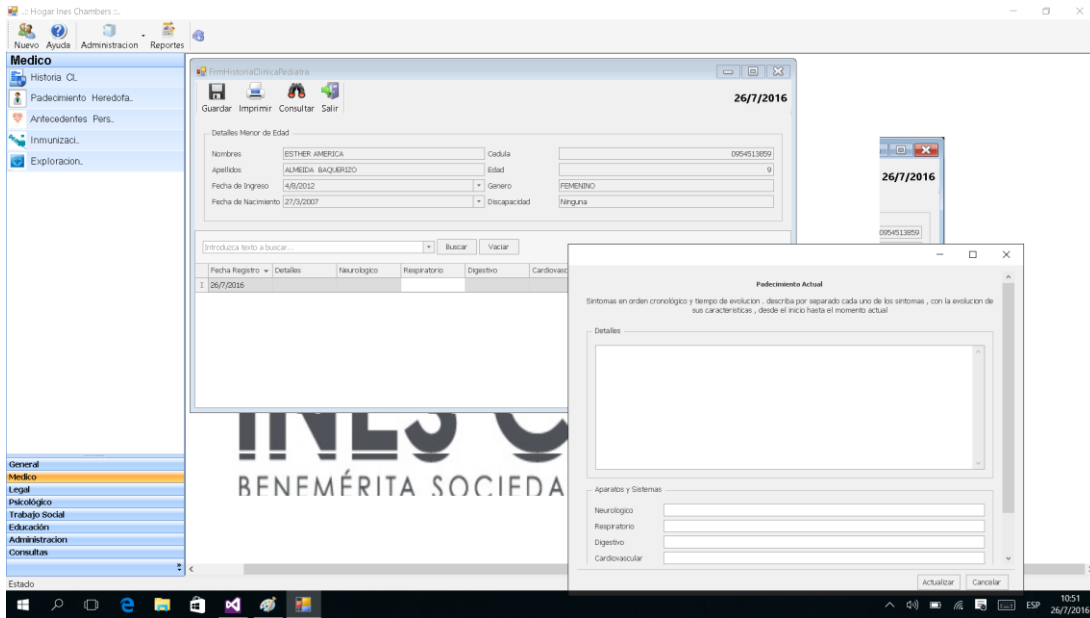 .: Hogar Ines Chambers :..
Nuevo Ayuda Administracion Reportes
Medico
Historia Cl..
Padecimiento Heredofa..
Antecedentes Pers..
Inmunizaci..
Exploracion..
General
Medico
Legal
Psicológico
Trabajo Social
Educación
Administracion
Consultas
Estado
FrmHistoriaClinicaPediatra
Guardar Imprimir Consultar Salir
26/7/2016
Detalles Menor de Edad
Nombres ESTHER AMERICA Cedula 0954513859
Apellidos ALMEIDA BAQUERIZO Edad 9
Fecha de Ingreso 4/8/2012 Genero FEMENINO
Fecha de Nacimiento 27/3/2007 Discapacidad Ninguna
Introduzca texto a buscar... Buscar Vaciar
Fecha Registro Detalles Neurologico Respiratorio Digestivo Cardiovasc
26/7/2016
26/7/2016
0954513859
INES C
BENEMÉRITA SOCIEDA
Padecimiento Actual
Sintomas en orden cronológico y tiempo de evolucion . describa por separado cada uno de los sintomas , con la evolucion de
sus caracteristicas , desde el inicio hasta el momento actual
Detalles
Aparatos y Sistemas
Neurologico
Respiratorio
Digestivo
Cardiovascular
Actualizar Cancelar
ESP
10:51
26/7/2016